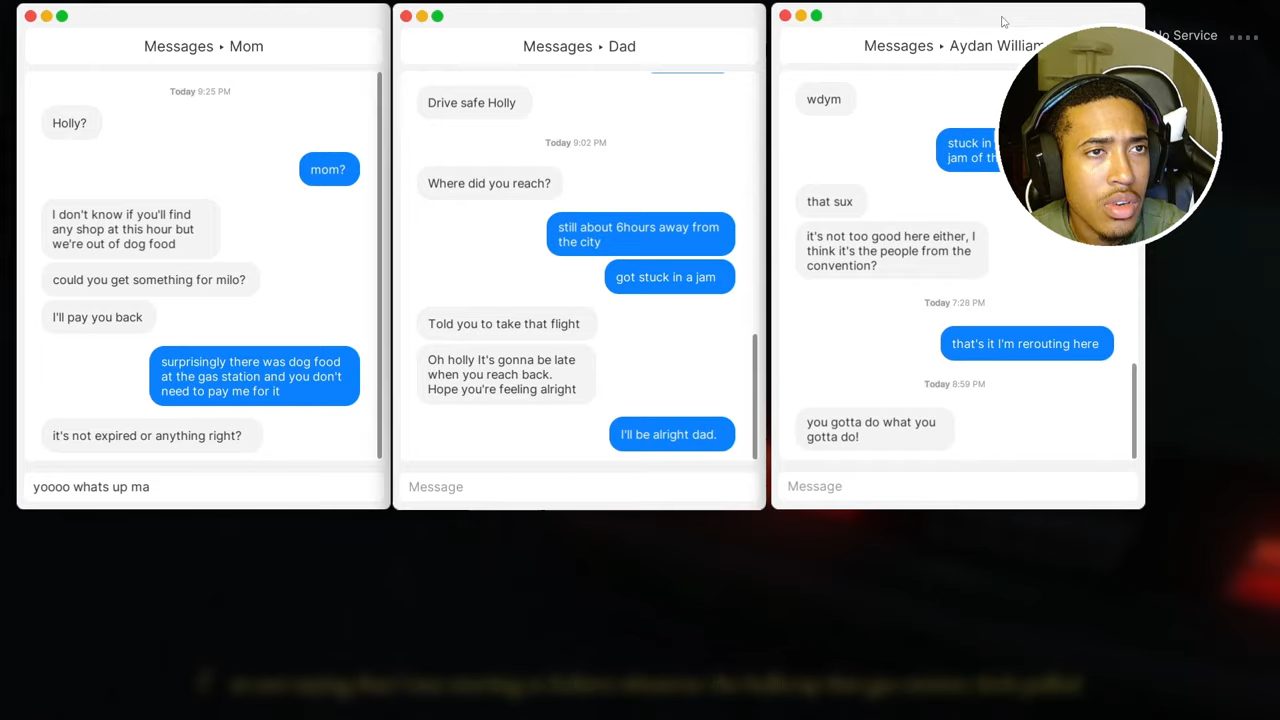 Messages ‣ Mom
Today 9:25 PM
Holly?
mom?
I don't know if you'll find
any shop at this hour but
we're out of dog food
could you get something for milo?
I'll pay you back
surprisingly there was dog food
at the gas station and you don't
need to pay me for it
it's not expired or anything right?
yoooo whats up ma
Messages ‣ Dad
Drive safe Holly
Today 9:02 PM
Where did you reach?
still about 6hours away from
the city
got stuck in a jam
Told you to take that flight
Oh holly It's gonna be late
when you reach back.
Hope you're feeling alright
I'll be alright dad.
Message
Messages ‣ Aydan William
wdym
stuck in
jam of th
that sux
it's not too good here either, I
think it's the people from the
convention?
Today 7:28 PM
that's it I'm rerouting here
Today 8:59 PM
you gotta do what you
gotta do!
Message
No Service